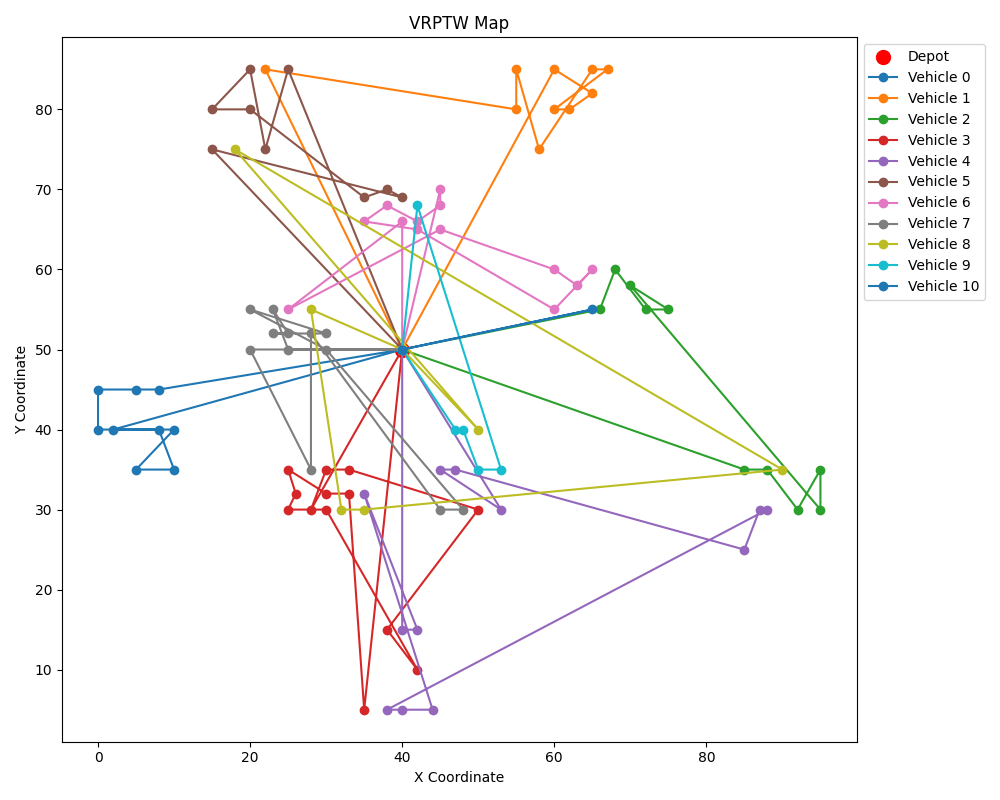 VRPTW Map
Depot
Vehicle 0
Vehicle 1
Vehicle 2
Vehicle 3
Vehicle 4
Vehicle 5
Vehicle 6
Vehicle 7
Vehicle 8
Vehicle 9
Vehicle 10
Y Coordinate
80
70
60
50
40
30
20
10
0 20 40 60 80
X Coordinate